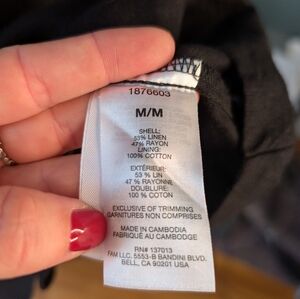 1876603
M/M
SHELL:
53% LINEN
47% RAYON
LINING:
100% COTTON
EXTÉRIEUR:
53 % LIN
47 % RAYONNE
DOUBLURE:
100 % COTON
EXCLUSIVE OF TRIMMING
GARNITURES NON COMPRISES
MADE IN CAMBODIA
FABRIQUÉ AU CAMBODGE
RN# 137013
FAM LLC. 5553-B BANDINI BLVD.
BELL, CA 90201 USA